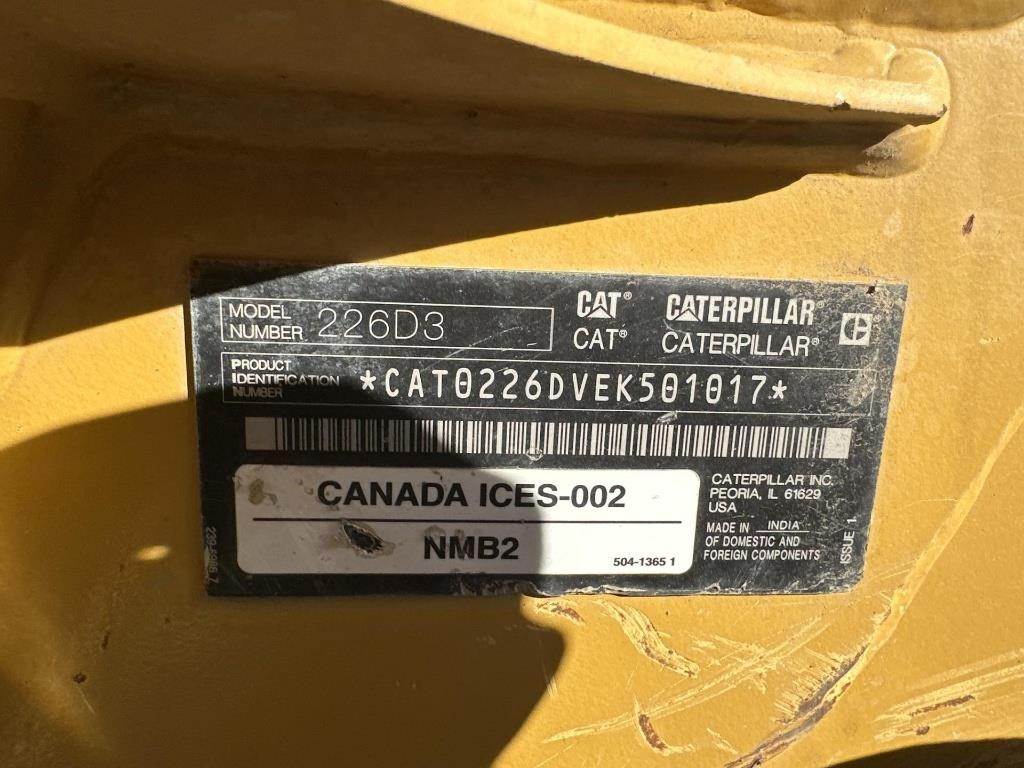 MODEL NUMBER 226D3
CAT® CATERPILLAR
CAT® CATERPILLAR®
PRODUCT IDENTIFICATION NUMBER *CAT0226DVEK501017*
CANADA ICES-002
NMB2
504-1365 1
CATERPILLAR INC.
PEORIA, IL 61629
USA
MADE IN INDIA
OF DOMESTIC AND
FOREIGN COMPONENTS
ISSUE 1